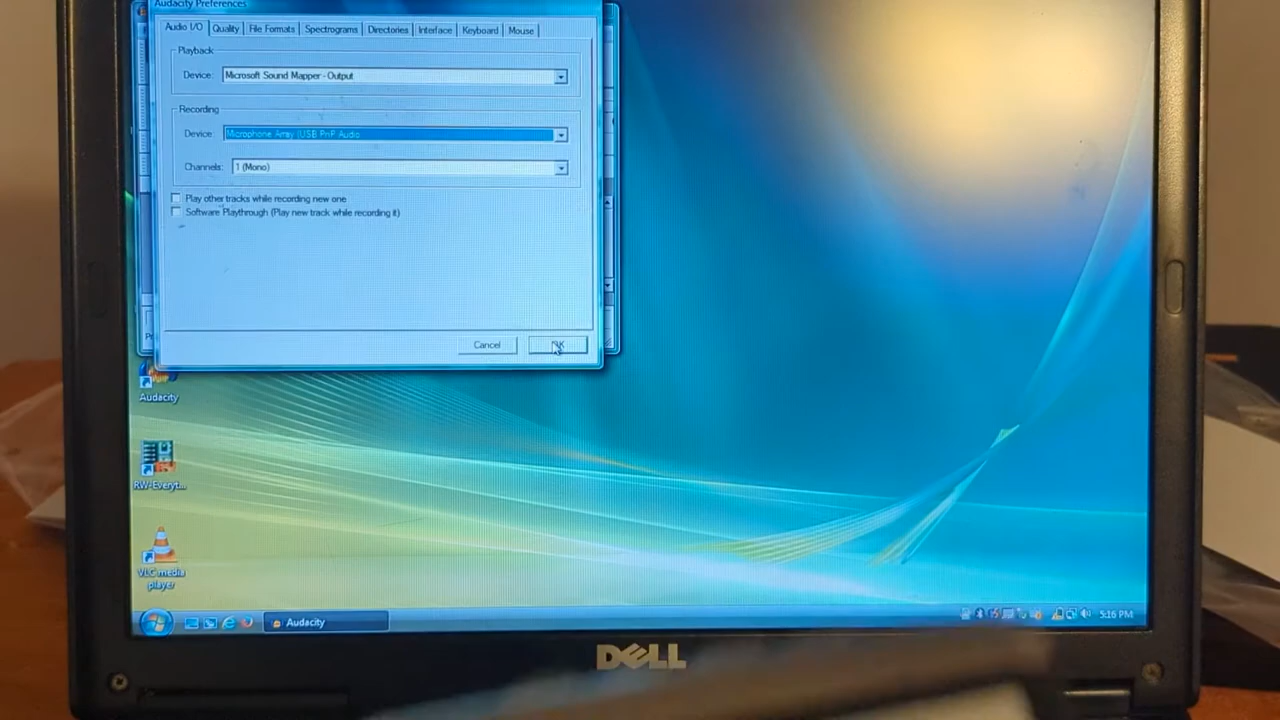 Audacity Preferences
Audio I/O Quality File Formats Spectrograms Directories Interface Keyboard Mouse
Playback
Device: Microsoft Sound Mapper - Output
Recording
Device: Microphone Array (USB PnP Audio
Channels: 1 (Mono)
Play other tracks while recording new one
Software Playthrough (Play new track while recording it)
Cancel OK
Audacity
RW-Everyt...
VLC media
player
Audacity
5:16 PM
DELL